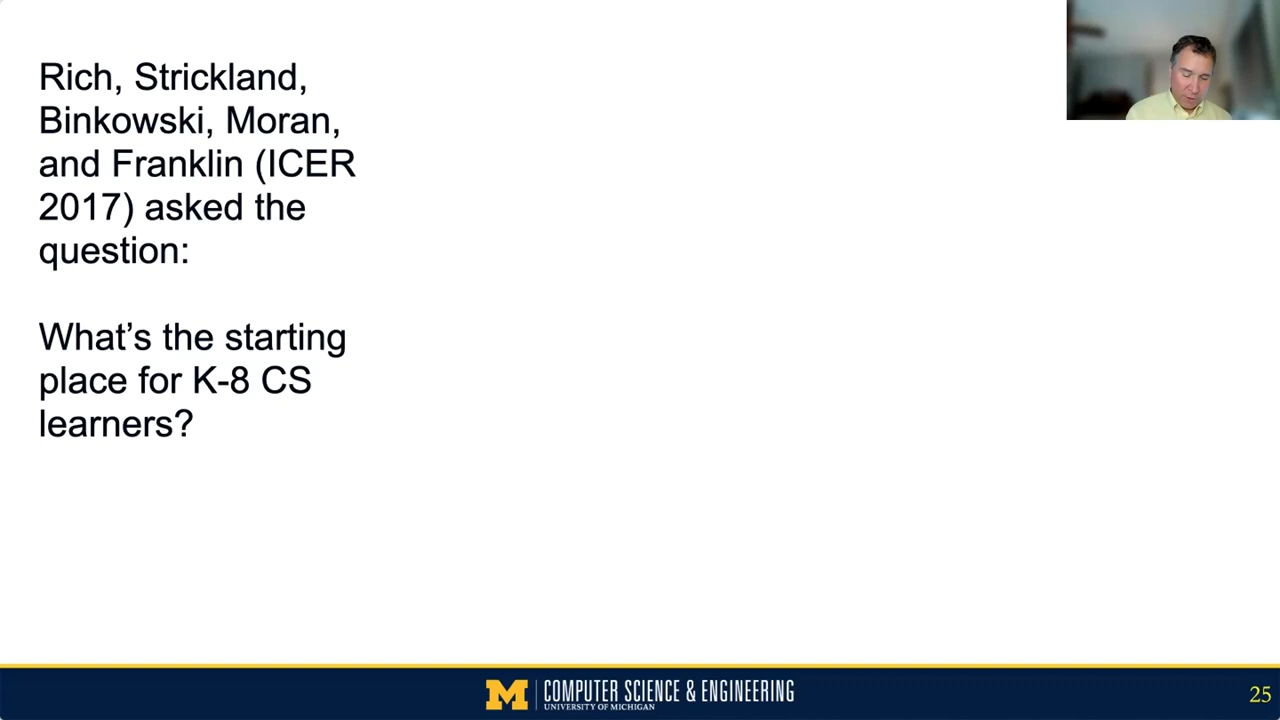 Rich, Strickland,
Binkowski, Moran,
and Franklin (ICER
2017) asked the
question:
What’s the starting
place for K-8 CS
learners?
M COMPUTER SCIENCE & ENGINEERING
UNIVERSITY OF MICHIGAN
25